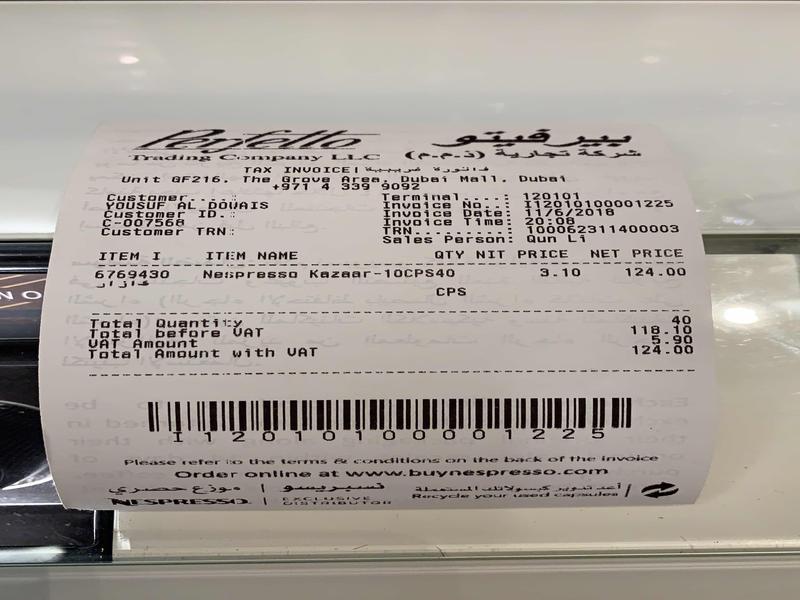 Perfetto بيرفيتو
Trading Company LLC شركة تجارية (ذ.م.م)
TAX INVOICE| فاتورة ضريبية
Unit GF216, The Grove Area, Dubai Mall, Dubai
+971 4 339 9092
Customer...: Terminal....: 120101
YOUSUF AL DOUAIS Invoice No..: I120101000001225
Customer ID.: Invoice Date: 11/6/2018
C-0007568 Invoice Time: 20:08
Customer TRN: TRN.........: 100062311400003
Sales Person: Qun Li
ITEM I ITEM NAME QTY NIT PRICE NET PRICE
6769430 Nespresso Kazaar-10CPS40 3.10 124.00
كازار CPS
Total Quantity 40
Total before VAT 118.10
VAT Amount 5.90
Total Amount with VAT 124.00
I120101000001225
Please refer to the terms & conditions on the back of the invoice
Order online at www.buynespresso.com
موزع حصري | نسبريسو
أعد تدوير كبسولاتك المستعملة
NESPRESSO. | EXCLUSIVE DISTRIBUTOR Recycle your used capsules
N O